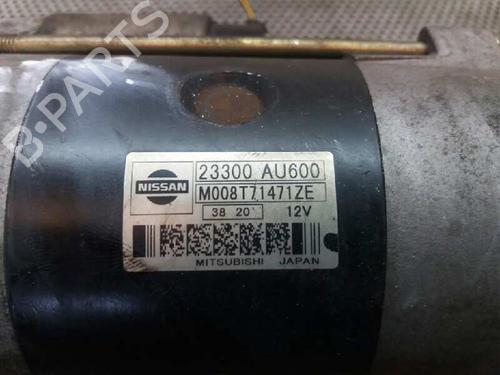 B-PARTS
NISSAN
23300 AU600
M008T71471ZE
38 20
12V
MITSUBISHI JAPAN